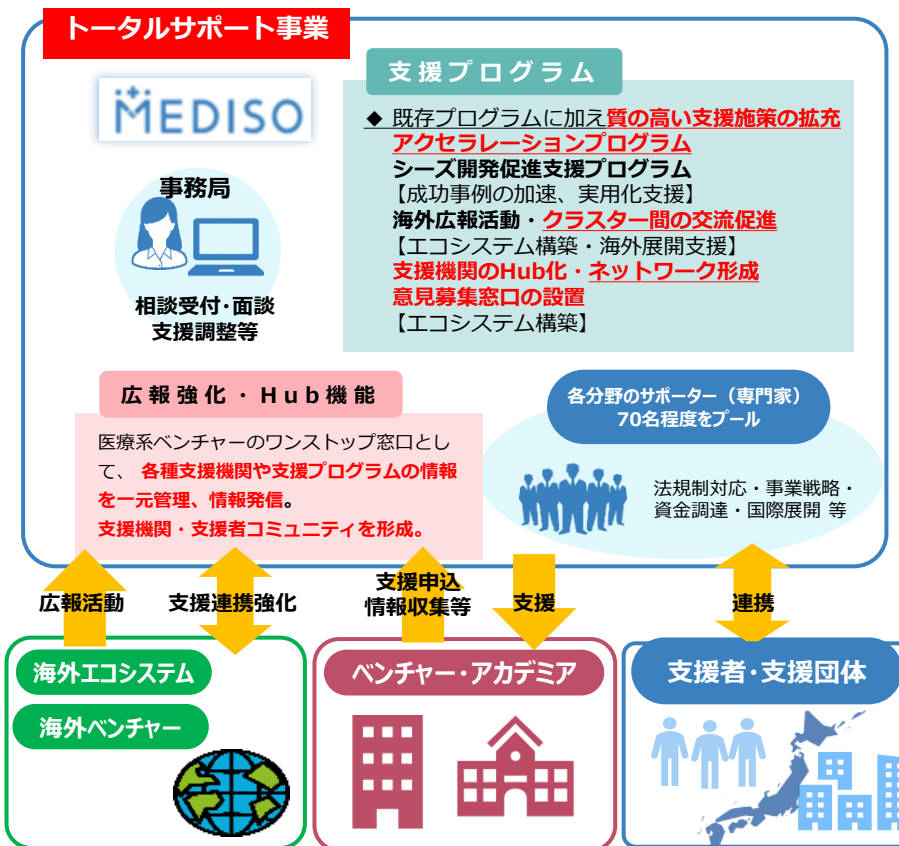 トータルサポート事業
MEDISO
事務局
相談受付・面談
支援調整等
支援プログラム
◆ 既存プログラムに加え質の高い支援施策の拡充
アクセラレーションプログラム
シーズ開発促進支援プログラム
【成功事例の加速、実用化支援】
海外広報活動・クラスター間の交流促進
【エコシステム構築・海外展開支援】
支援機関のHub化・ネットワーク形成
意見募集窓口の設置
【エコシステム構築】
広報強化・Hub機能
医療系ベンチャーのワンストップ窓口とし
て、 各種支援機関や支援プログラムの情報
を一元管理、情報発信。
支援機関・支援者コミュニティを形成。
各分野のサポーター（専門家）
70名程度をプール
法規制対応・事業戦略・
資金調達・国際展開 等
広報活動
支援連携強化
支援申込
情報収集等
支援
連携
海外エコシステム
海外ベンチャー
ベンチャー・アカデミア
支援者・支援団体